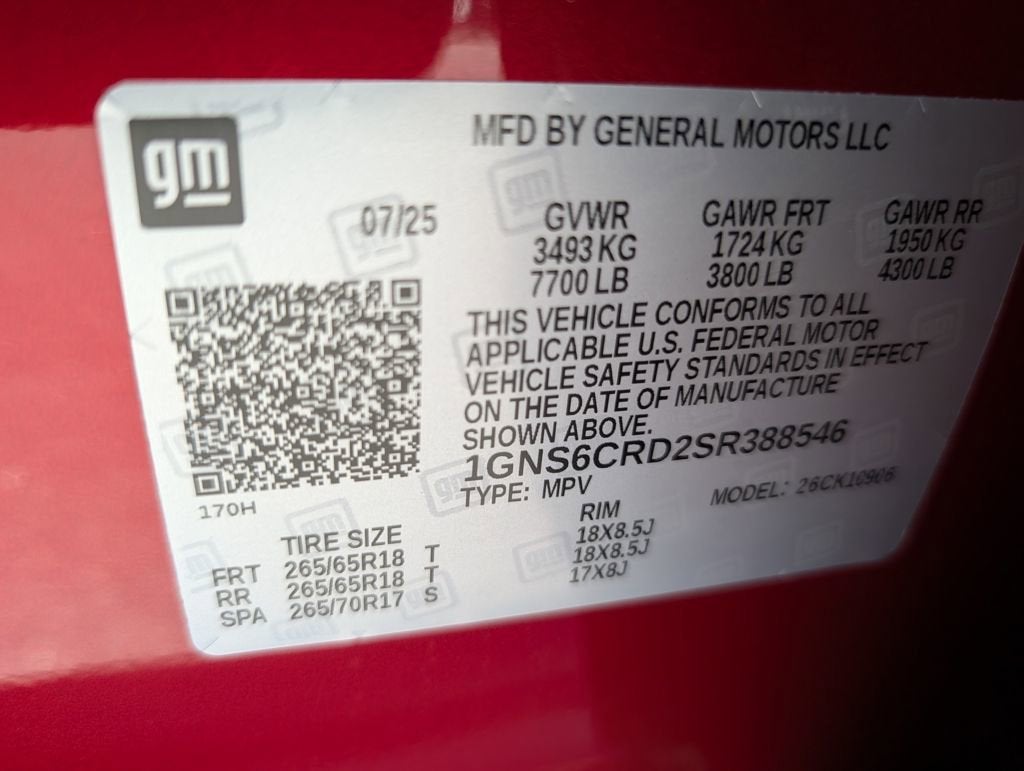 gm
MFD BY GENERAL MOTORS LLC
07/25
GVWR GAWR FRT GAWR RR
3493 KG 1724 KG 1950 KG
7700 LB 3800 LB 4300 LB
THIS VEHICLE CONFORMS TO ALL
APPLICABLE U.S. FEDERAL MOTOR
VEHICLE SAFETY STANDARDS IN EFFECT
ON THE DATE OF MANUFACTURE
SHOWN ABOVE.
1GNS6CRD2SR388546
TYPE: MPV MODEL: 26CK10906
170H
TIRE SIZE RIM
FRT 265/65R18 T 18X8.5J
RR 265/65R18 T 18X8.5J
SPA 265/70R17 S 17X8J